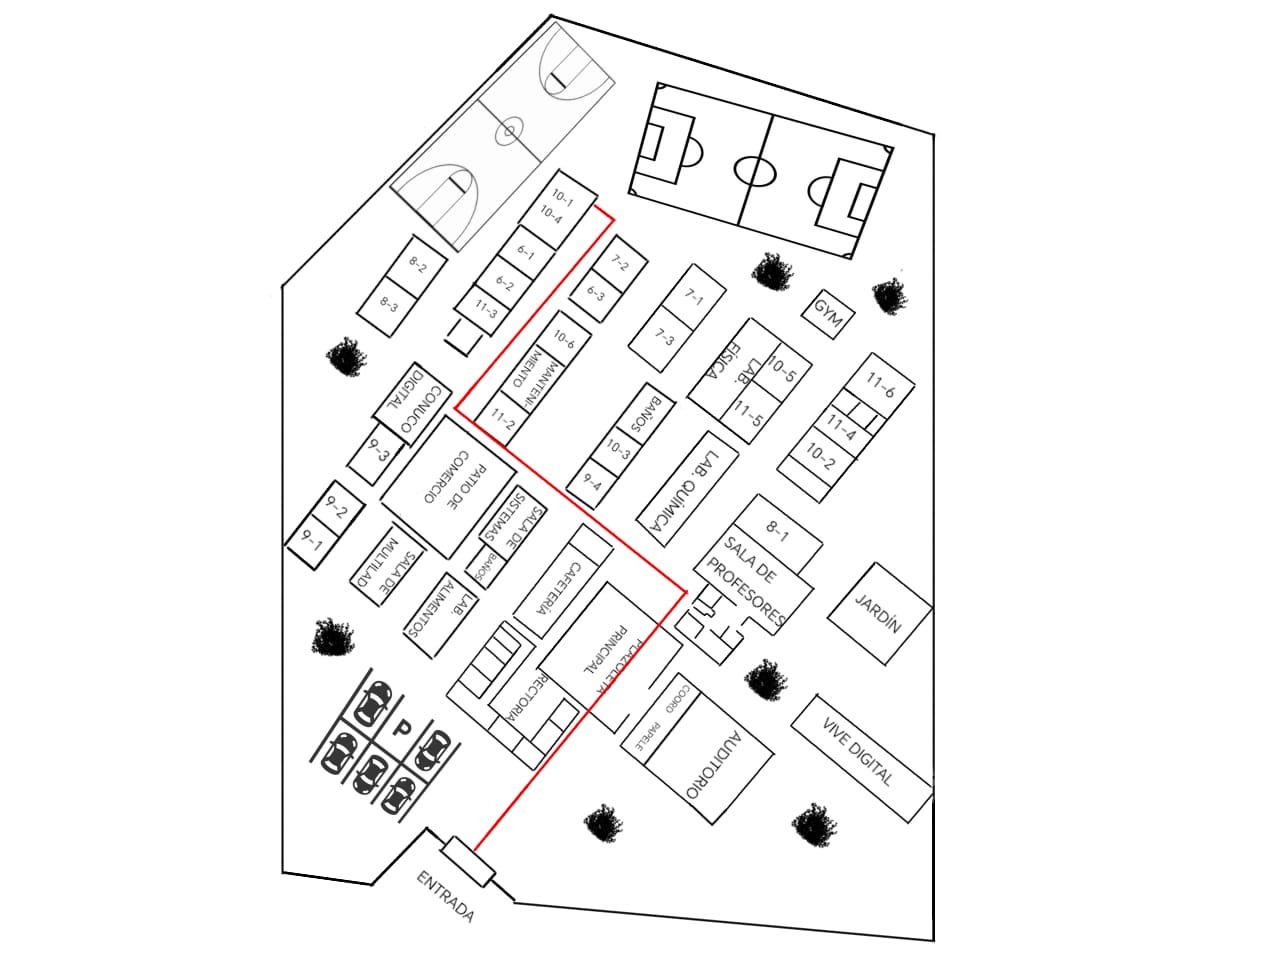 10-1
10-4
6-1
7-2
8-2
6-2
6-3
8-3
11-3
7-1
GYM
7-3
10-6
MANTENI-
MIENTO
LAB.
FÍSICA
10-5
11-6
CONUCO
DIGITAL
11-2
BAÑOS
11-5
11-4
9-3
10-3
10-2
PATIO DE
COMERCIO
9-4
LAB. QUÍMICA
9-2
9-1
SALA DE
SISTEMAS
8-1
SALA DE
MULTILAD
BAÑOS
CAFETERÍA
SALA DE
PROFESORES
LAB.
ALIMENTOS
JARDÍN
PLAZOLETA
PRINCIPAL
RECTORIA
COORD
PAPELE
P
AUDITORIO
VIVE DIGITAL
ENTRADA